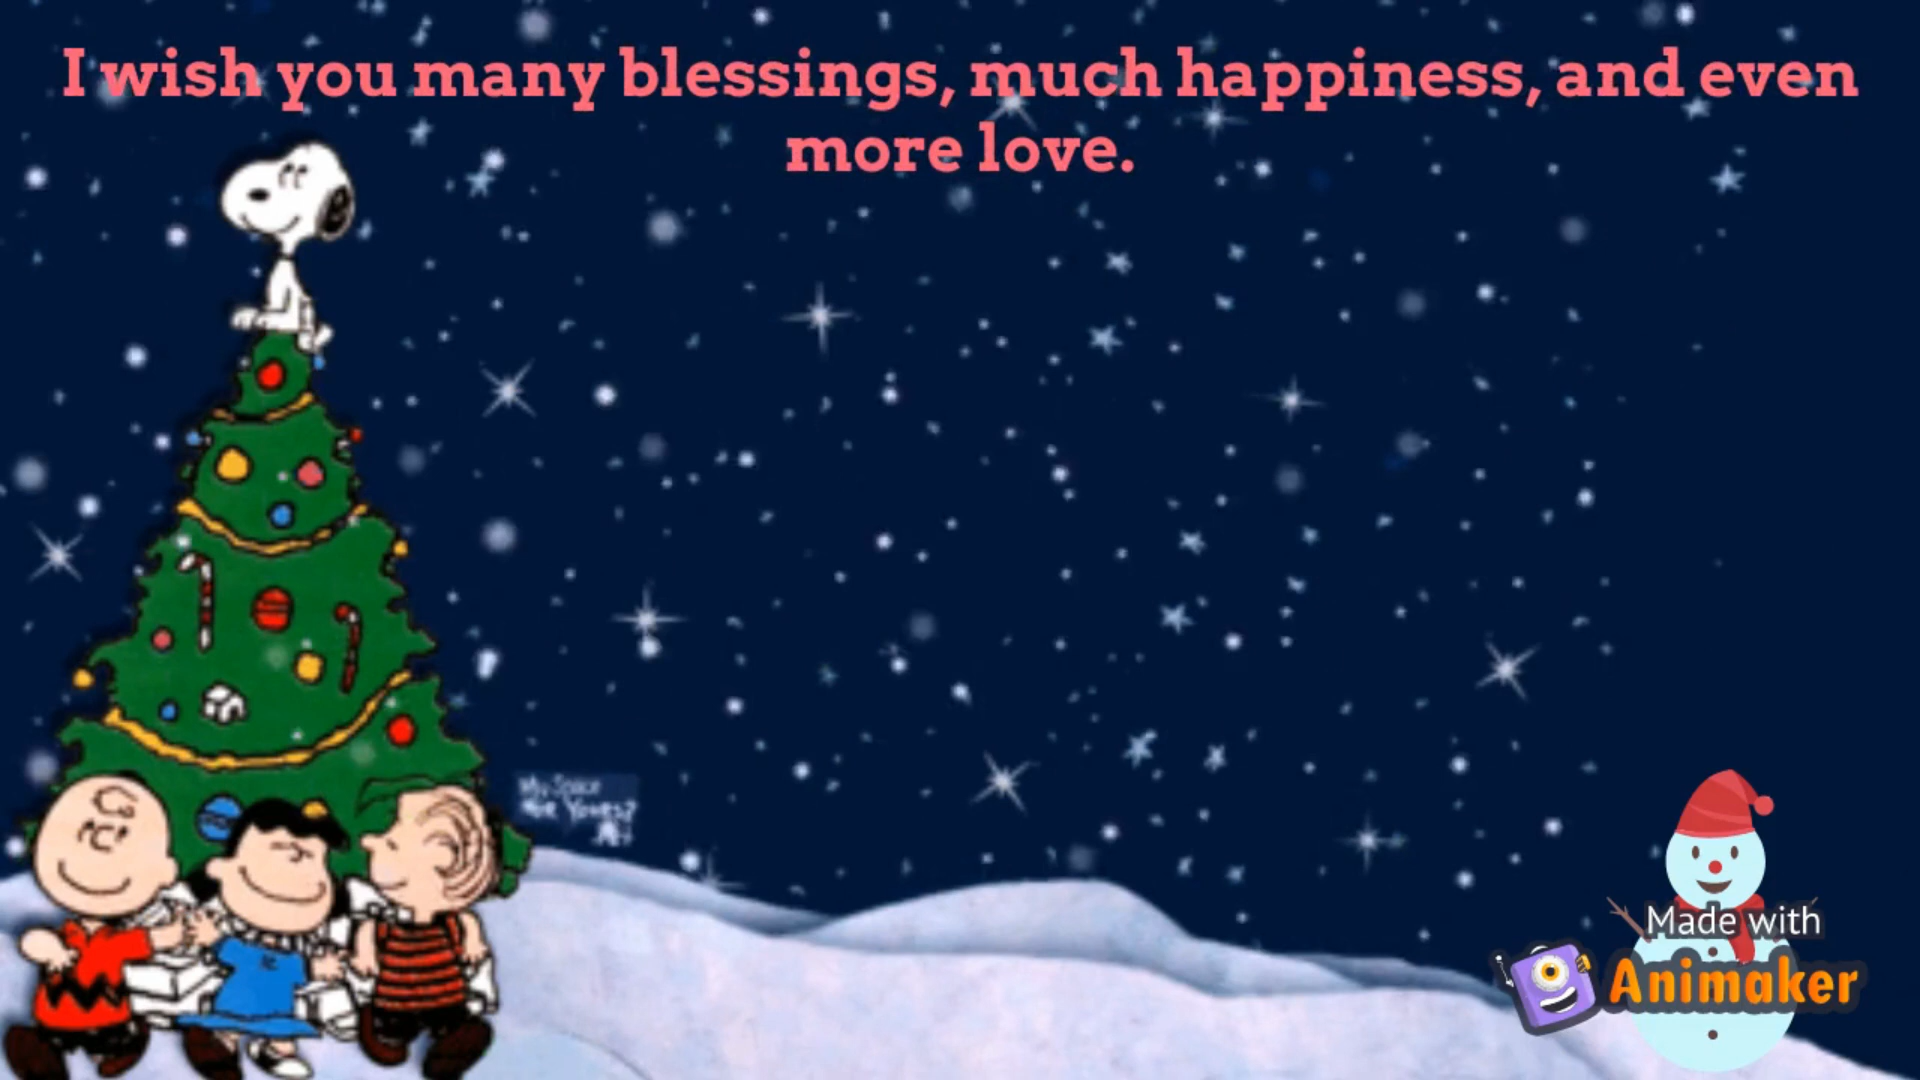 I wish you many blessings, much happiness, and even
more love.
Made with
Animaker